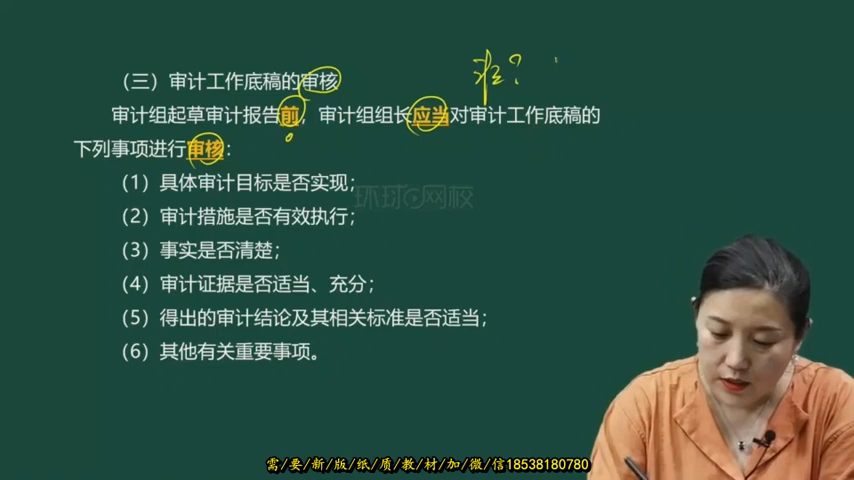 谁?
（三）审计工作底稿的审核
审计组起草审计报告前，审计组组长应当对审计工作底稿的
下列事项进行审核：
（1）具体审计目标是否实现；
（2）审计措施是否有效执行；
（3）事实是否清楚；
（4）审计证据是否适当、充分；
（5）得出的审计结论及其相关标准是否适当；
（6）其他有关重要事项。
环球网校
需/要/新/版/纸/质/教/材/加/微/信18538180780